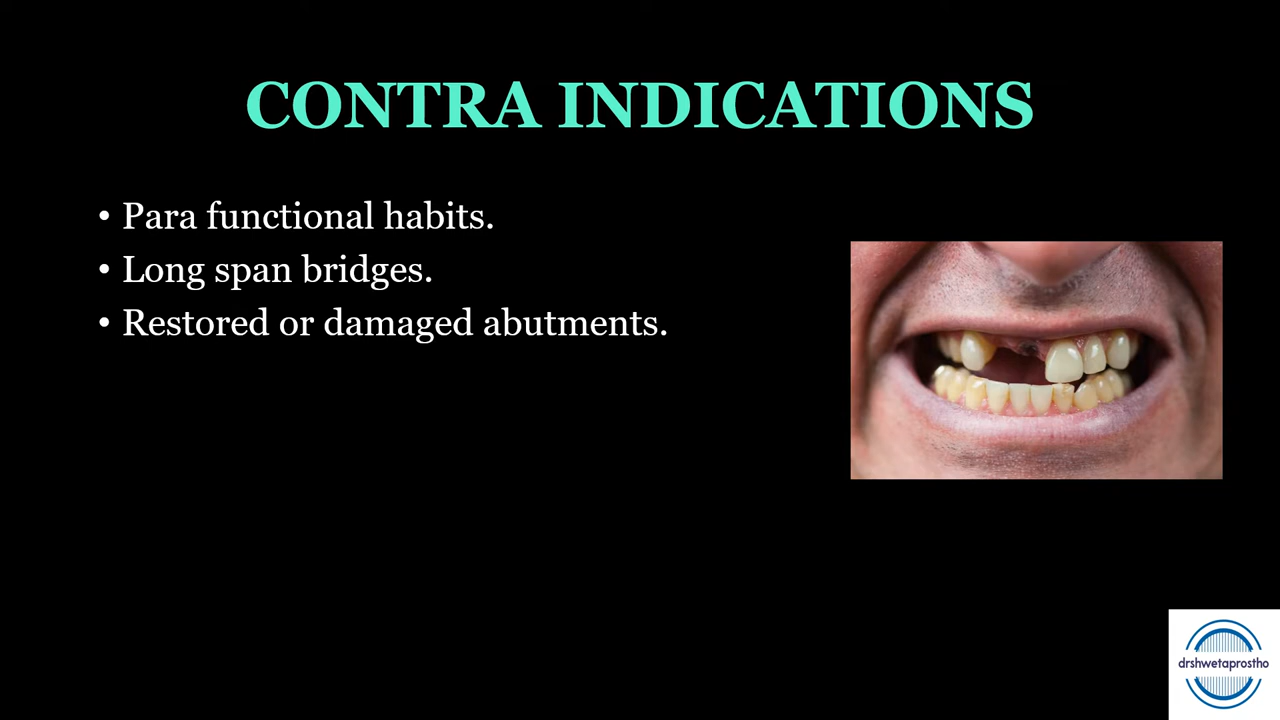 CONTRA INDICATIONS
• Para functional habits.
• Long span bridges.
• Restored or damaged abutments.
drshwetaprostho